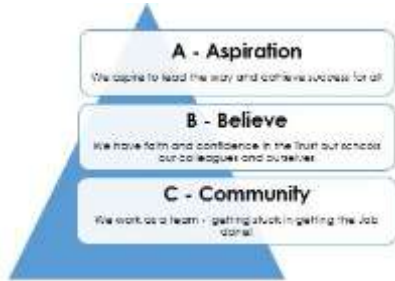 A - Aspiration
We aspire to lead the way and achieve success for all
B - Believe
We have faith and confidence in the Trust our schools
our colleagues and ourselves
C - Community
We work as a team - getting stuck in getting the job
done!